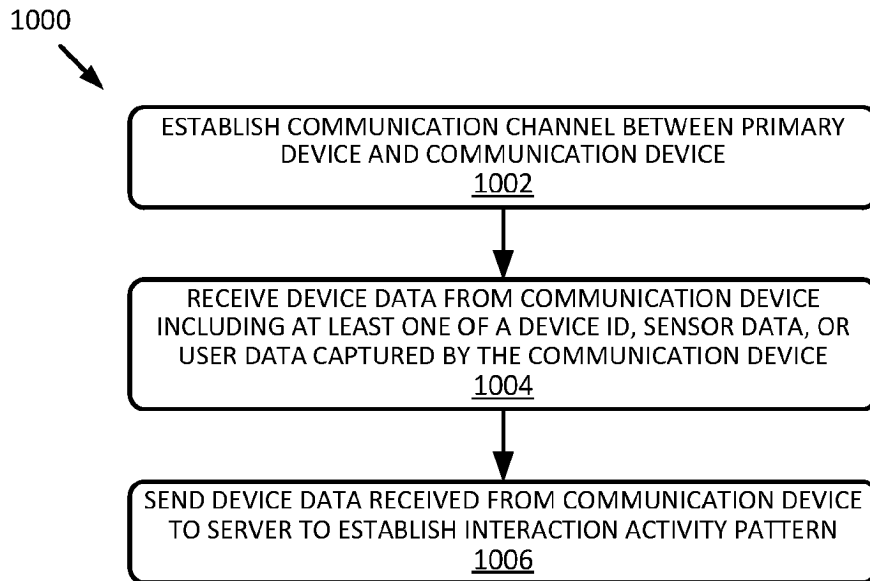 1000
ESTABLISH COMMUNICATION CHANNEL BETWEEN PRIMARY
DEVICE AND COMMUNICATION DEVICE
1002
RECEIVE DEVICE DATA FROM COMMUNICATION DEVICE
INCLUDING AT LEAST ONE OF A DEVICE ID, SENSOR DATA, OR
USER DATA CAPTURED BY THE COMMUNICATION DEVICE
1004
SEND DEVICE DATA RECEIVED FROM COMMUNICATION DEVICE
TO SERVER TO ESTABLISH INTERACTION ACTIVITY PATTERN
1006